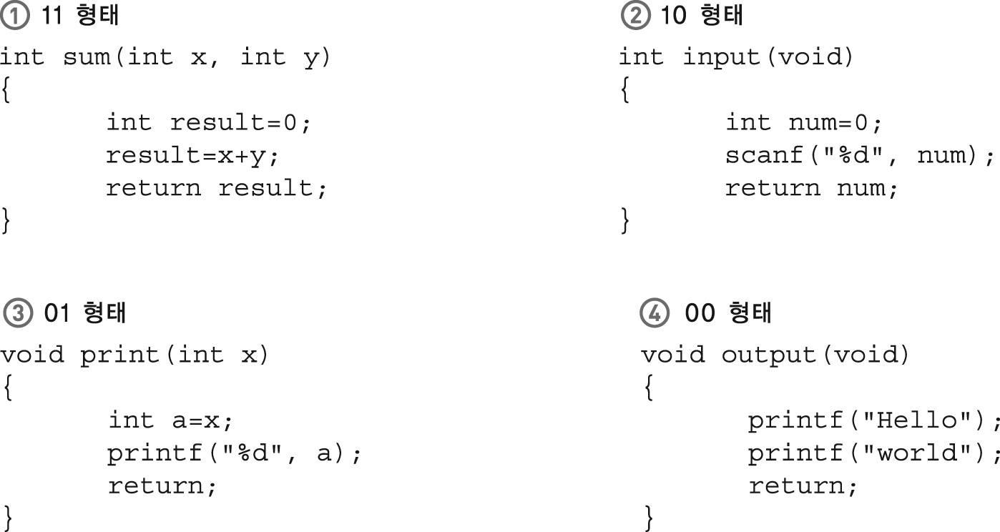 ① 11 형태
int sum(int x, int y)
{
int result=0;
result=x+y;
return result;
}
② 10 형태
int input(void)
{
int num=0;
scanf("%d", num);
return num;
}
③ 01 형태
void print(int x)
{
int a=x;
printf("%d", a);
return;
}
④ 00 형태
void output(void)
{
printf("Hello");
printf("world");
return;
}